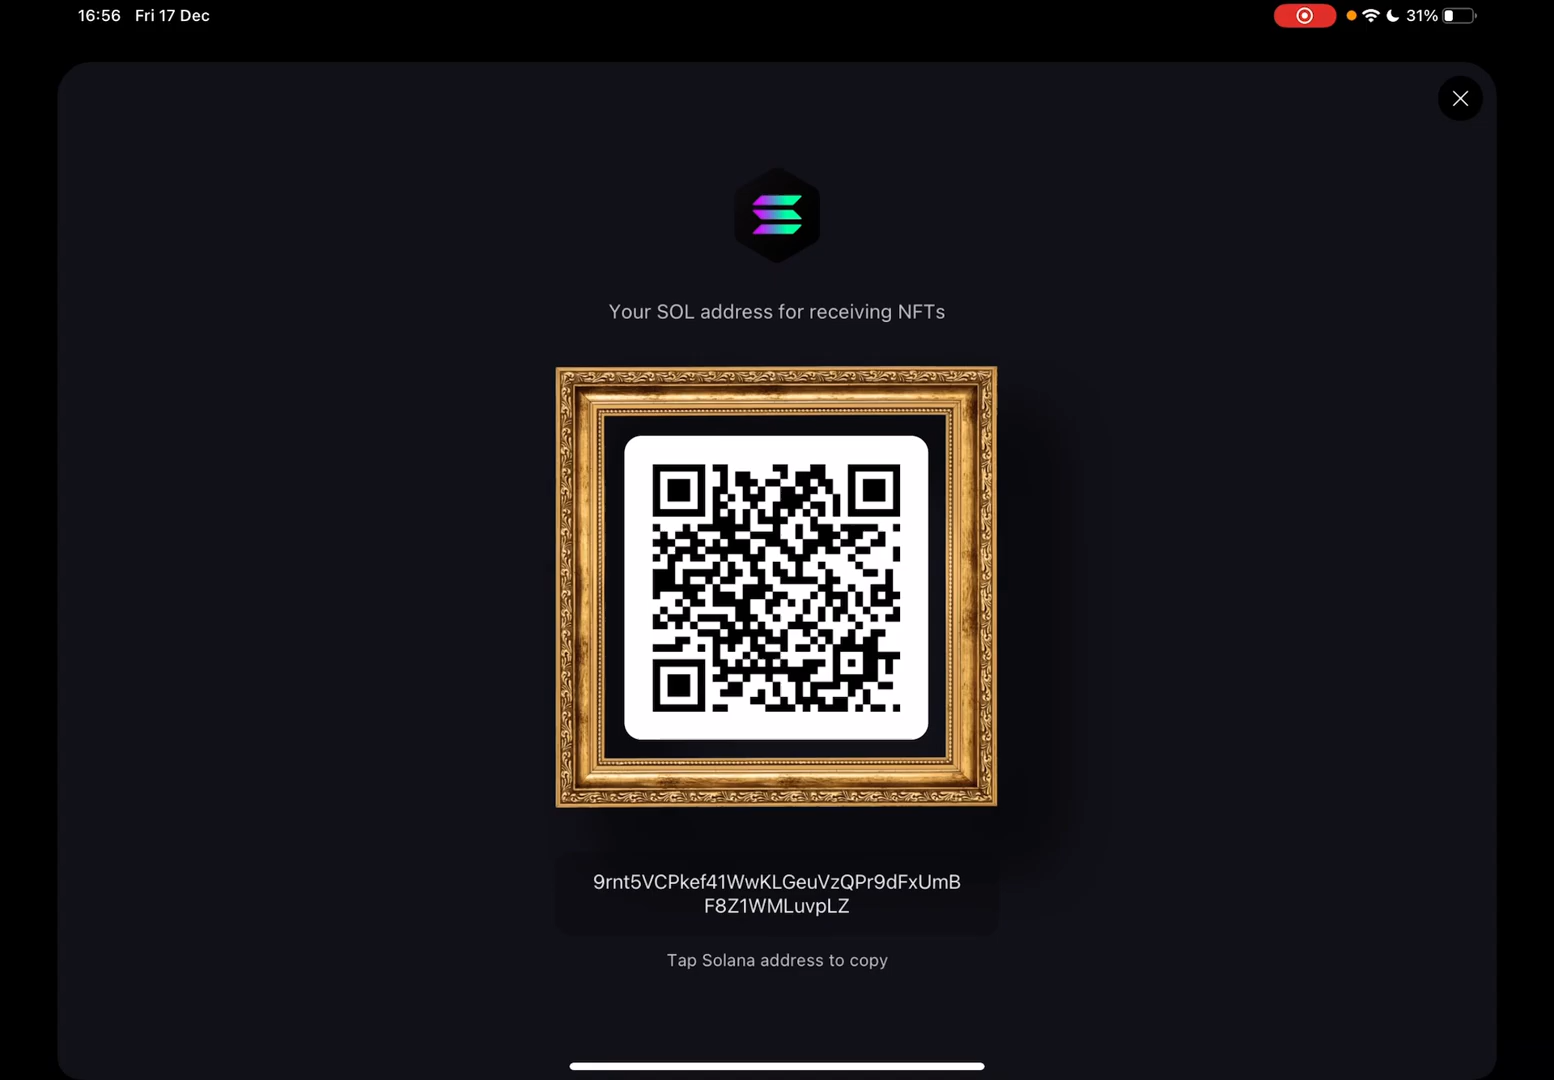 16:56 Fri 17 Dec 31%
Your SOL address for receiving NFTs
9rnt5VCPkef41WwKLGeuVzQPr9dFxUmB
F8Z1WMLuvpLZ
Tap Solana address to copy